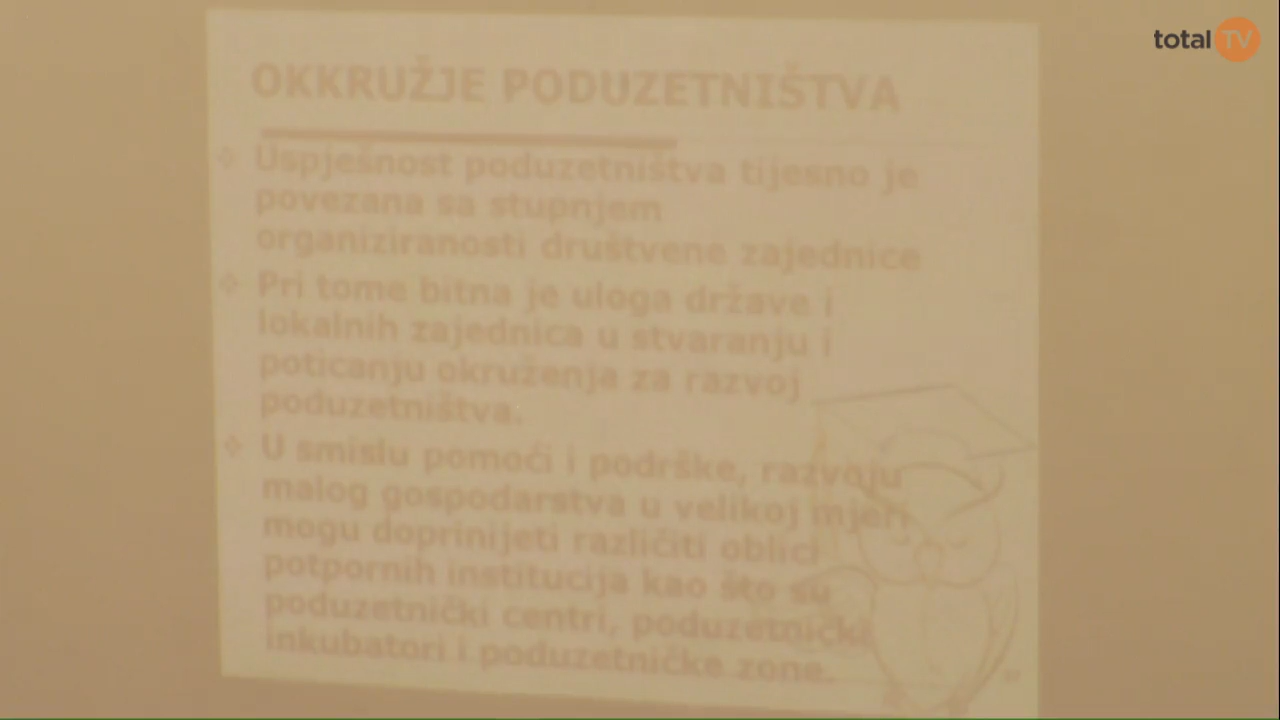 total TV
OKKRUŽJE PODUZETNIŠTVA
Uspješnost poduzetništva tijesno je
povezana sa stupnjem
organiziranosti društvene zajednice
Pri tome bitna je uloga države i
lokalnih zajednica u stvaranju i
poticanju okruženja za razvoj
poduzetništva.
U smislu pomoći i podrške, razvoju
malog gospodarstva u velikoj mjeri
mogu doprinijeti različiti oblici
potpornih institucija kao što su
poduzetnički centri, poduzetnički
inkubatori i poduzetničke zone.